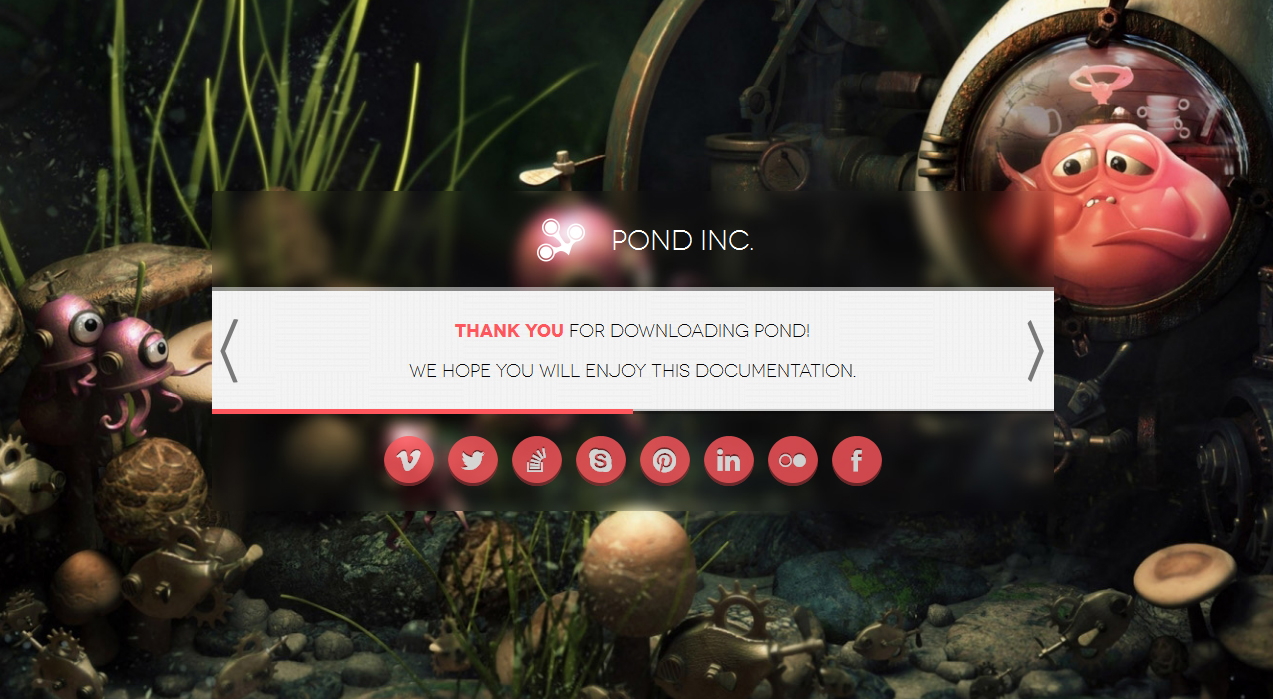 POND INC.
THANK YOU FOR DOWNLOADING POND!
WE HOPE YOU WILL ENJOY THIS DOCUMENTATION.